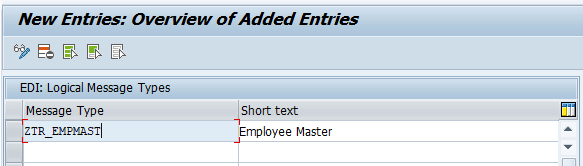 New Entries: Overview of Added Entries
EDI: Logical Message Types
Message Type Short text
ZTR_EMPMAST Employee Master